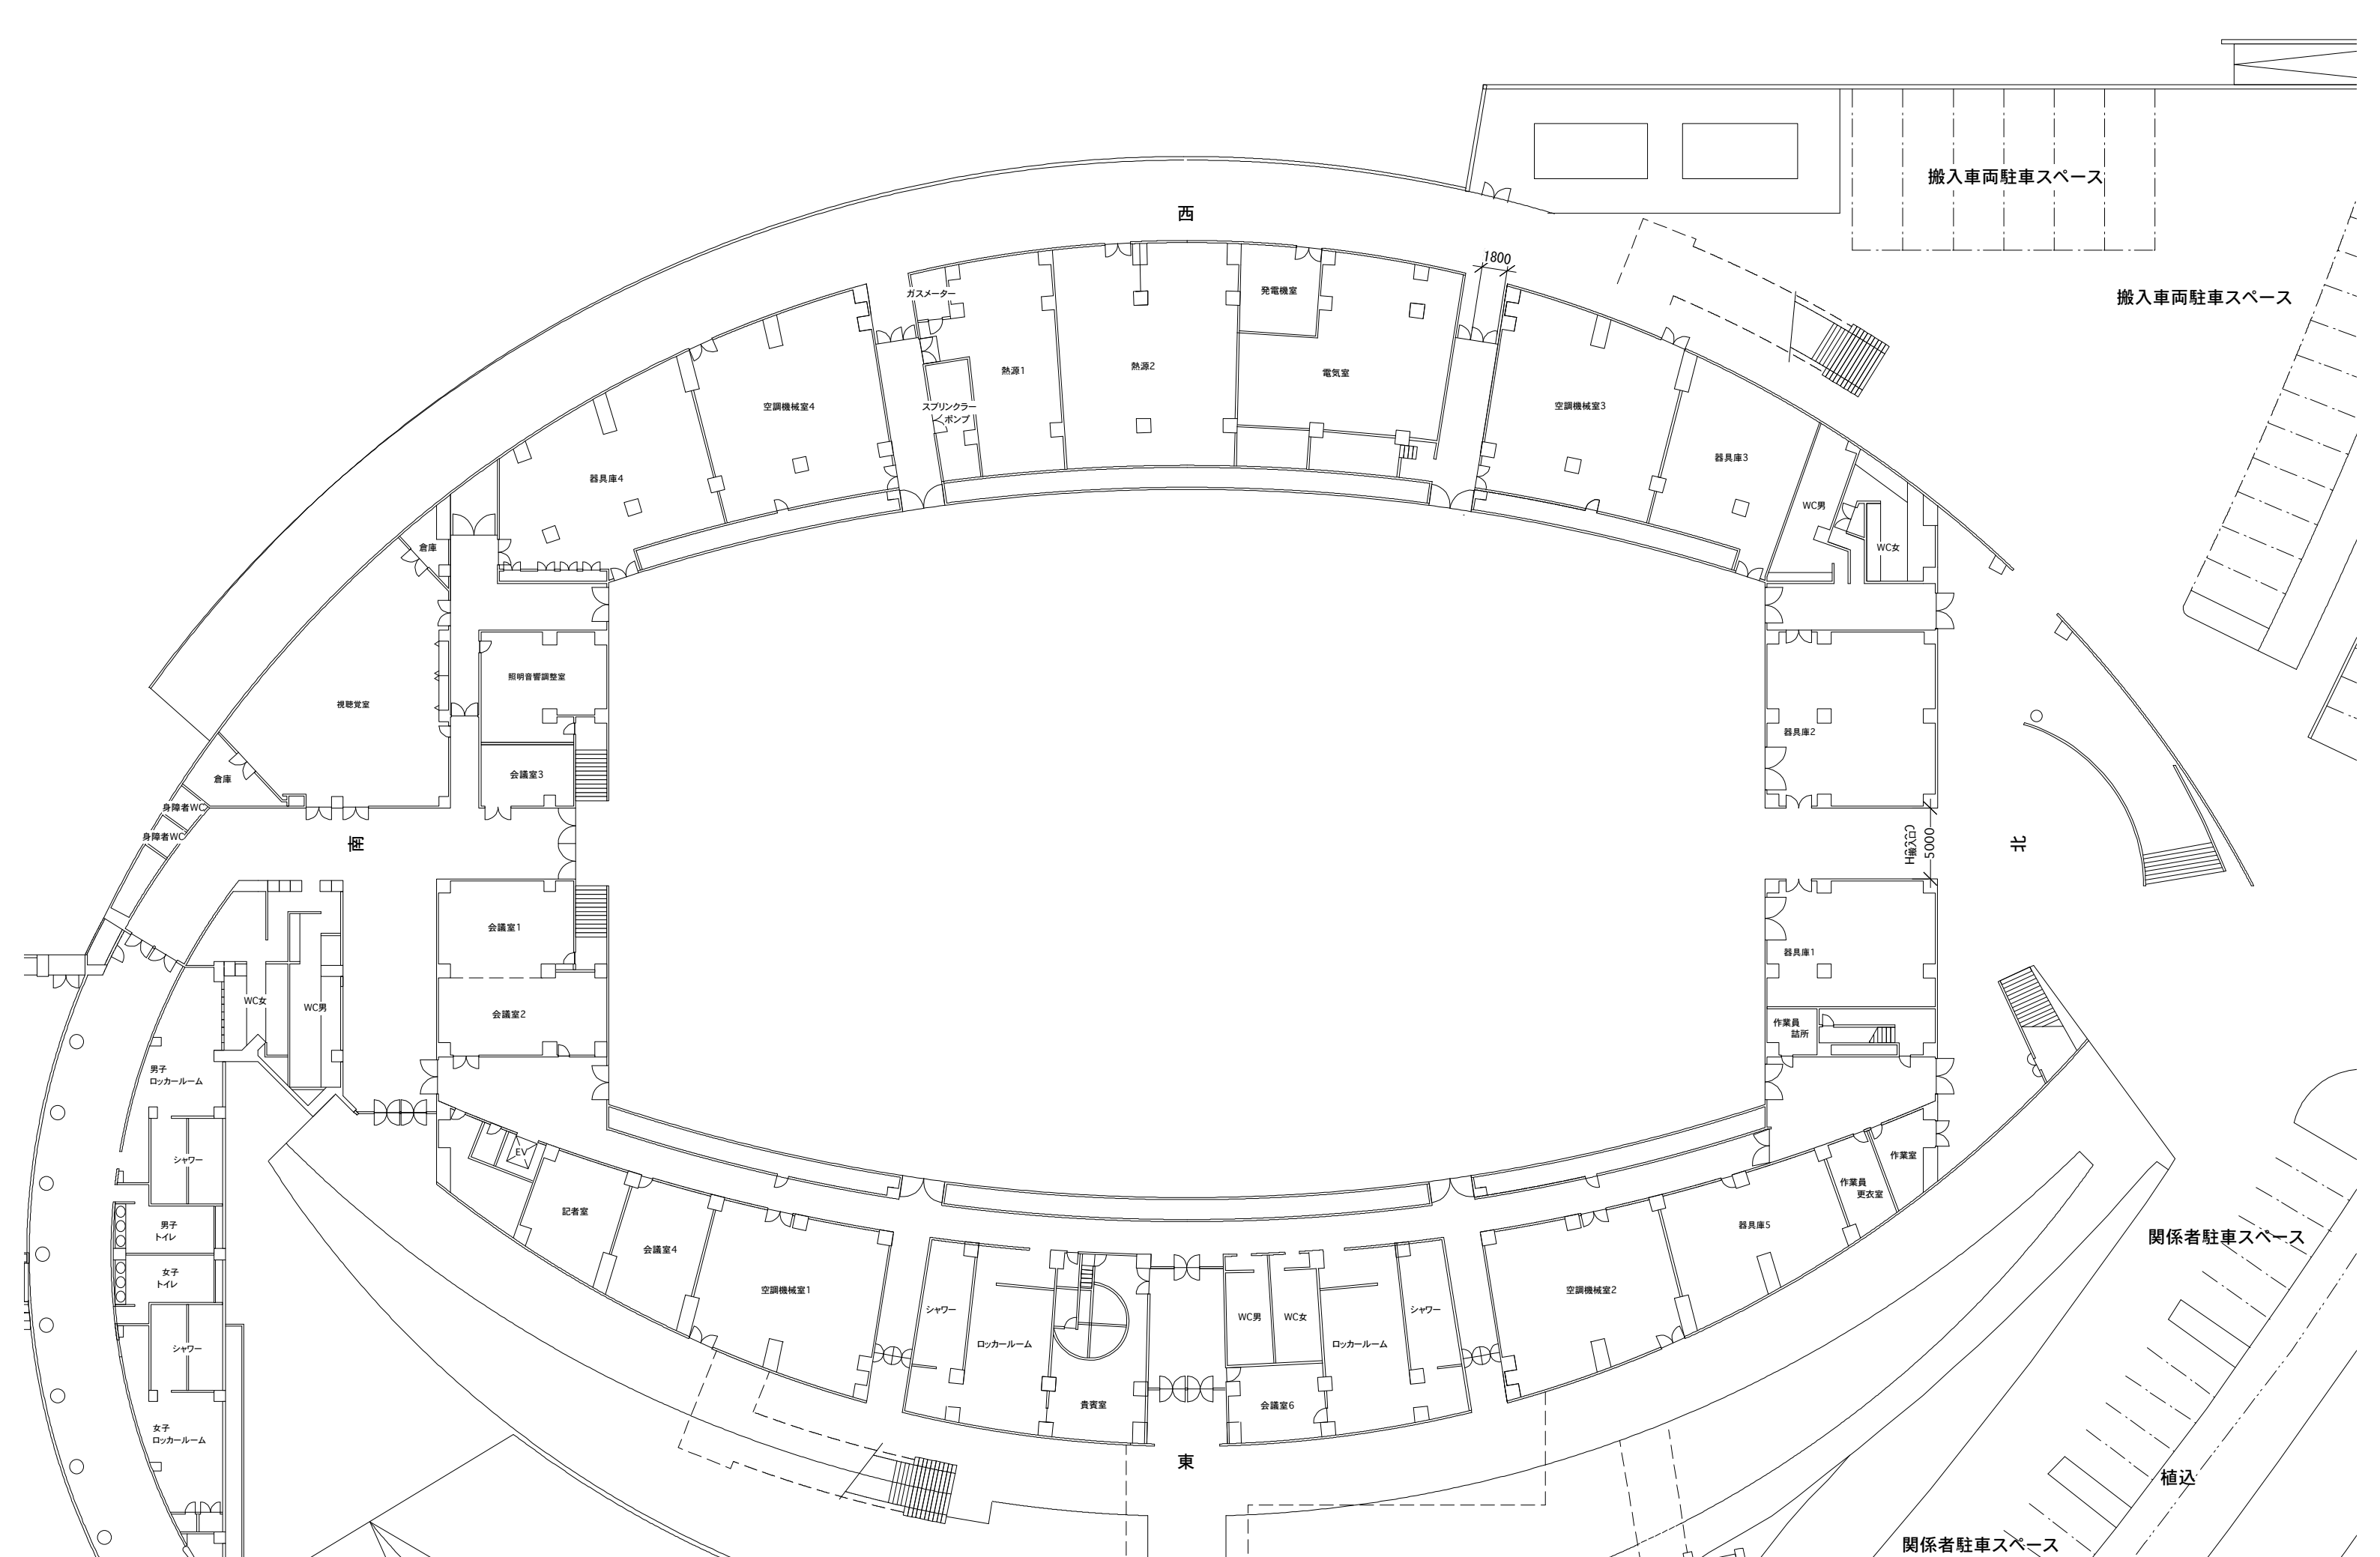 搬入車両駐車スペース
西
1800
発電機室
ガスメーター
搬入車両駐車スペース
熱源1
熱源2
電気室
空調機械室4
スプリンクラー
ポンプ
空調機械室3
器具庫4
器具庫3
WC男
倉庫
WC女
照明音響調整室
視聴覚室
器具庫2
会議室3
倉庫
身障者WC
身障者WC
南
搬入口
5000
北
会議室1
器具庫1
WC女
WC男
会議室2
作業員
詰所
男子
ロッカールーム
EV
シャワー
作業室
作業員
更衣室
記者室
男子
トイレ
器具庫5
会議室4
関係者駐車スペース
女子
トイレ
空調機械室1
空調機械室2
シャワー
シャワー
WC男
WC女
ロッカールーム
ロッカールーム
シャワー
貴賓室
会議室6
女子
ロッカールーム
東
植込
関係者駐車スペース